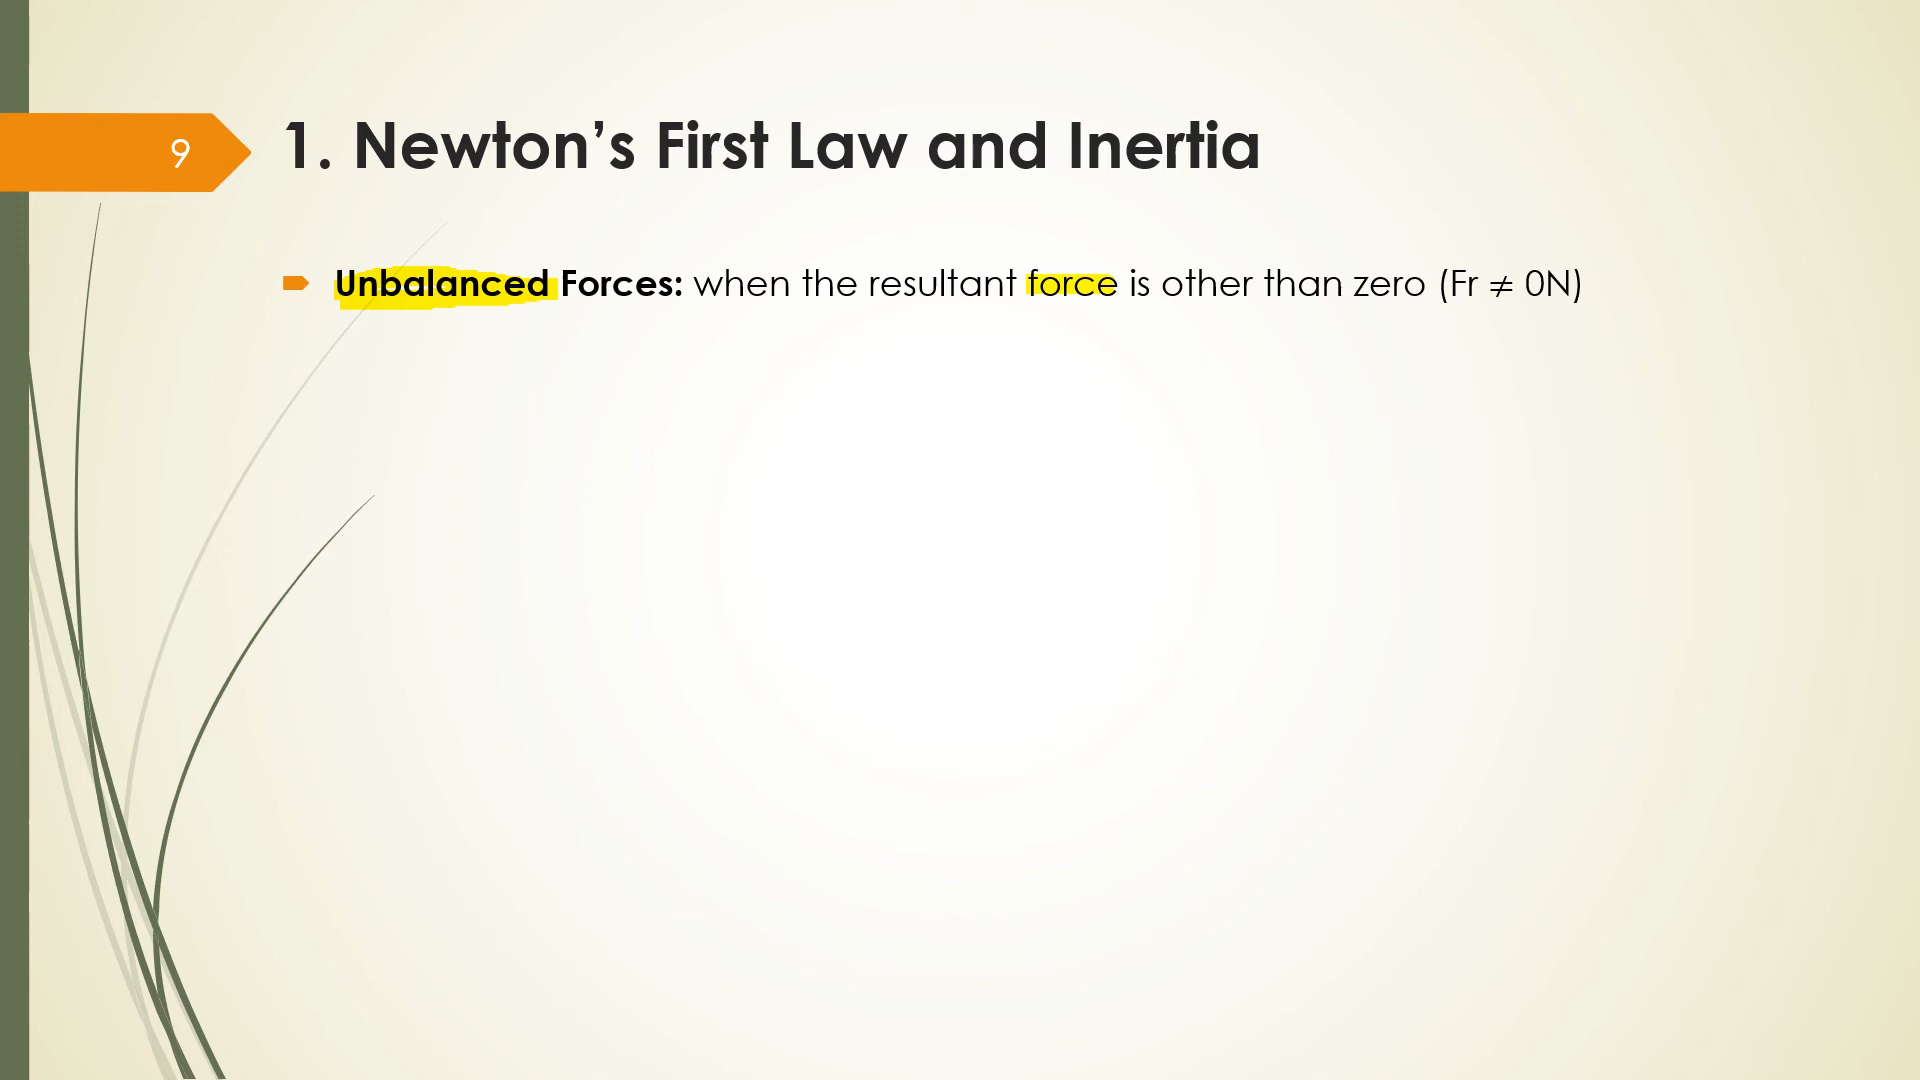 9
1. Newton’s First Law and Inertia
Unbalanced Forces: when the resultant force is other than zero (Fr ≠ 0N)